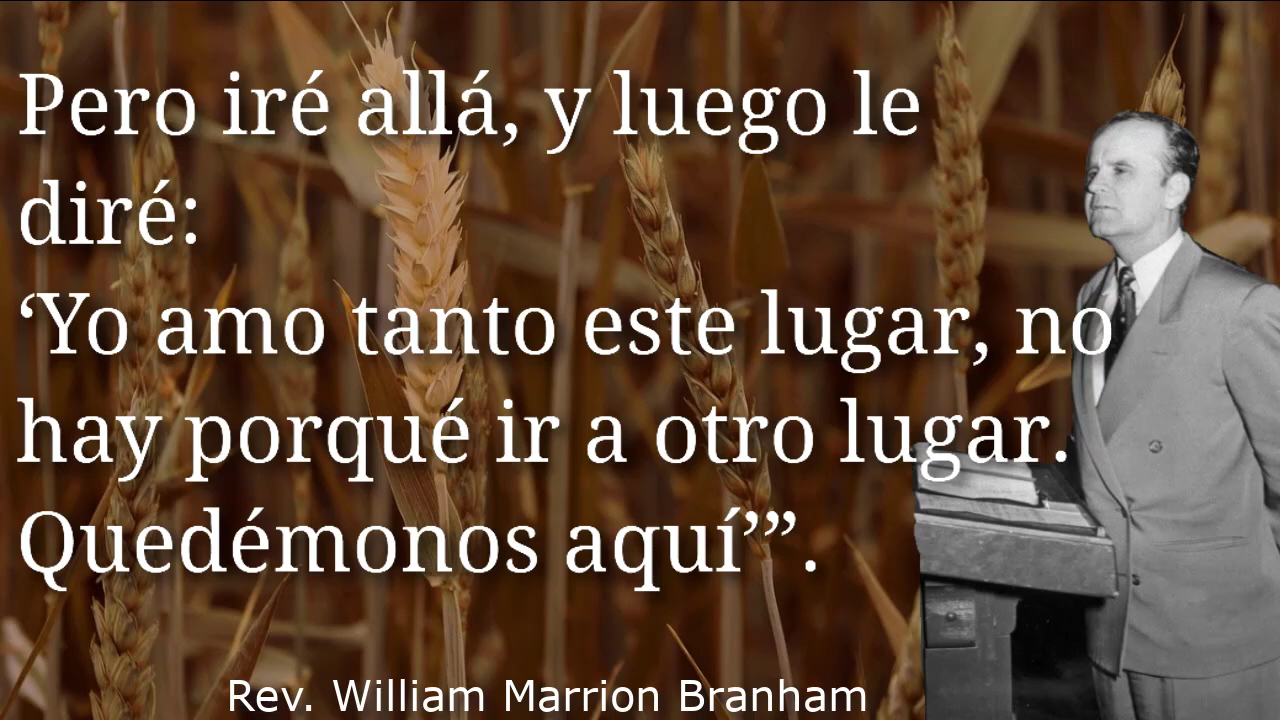 Pero iré allá, y luego le
diré:
‘Yo amo tanto este lugar, no
hay porqué ir a otro lugar.
Quedémonos aquí’”.
Rev. William Marrion Branham